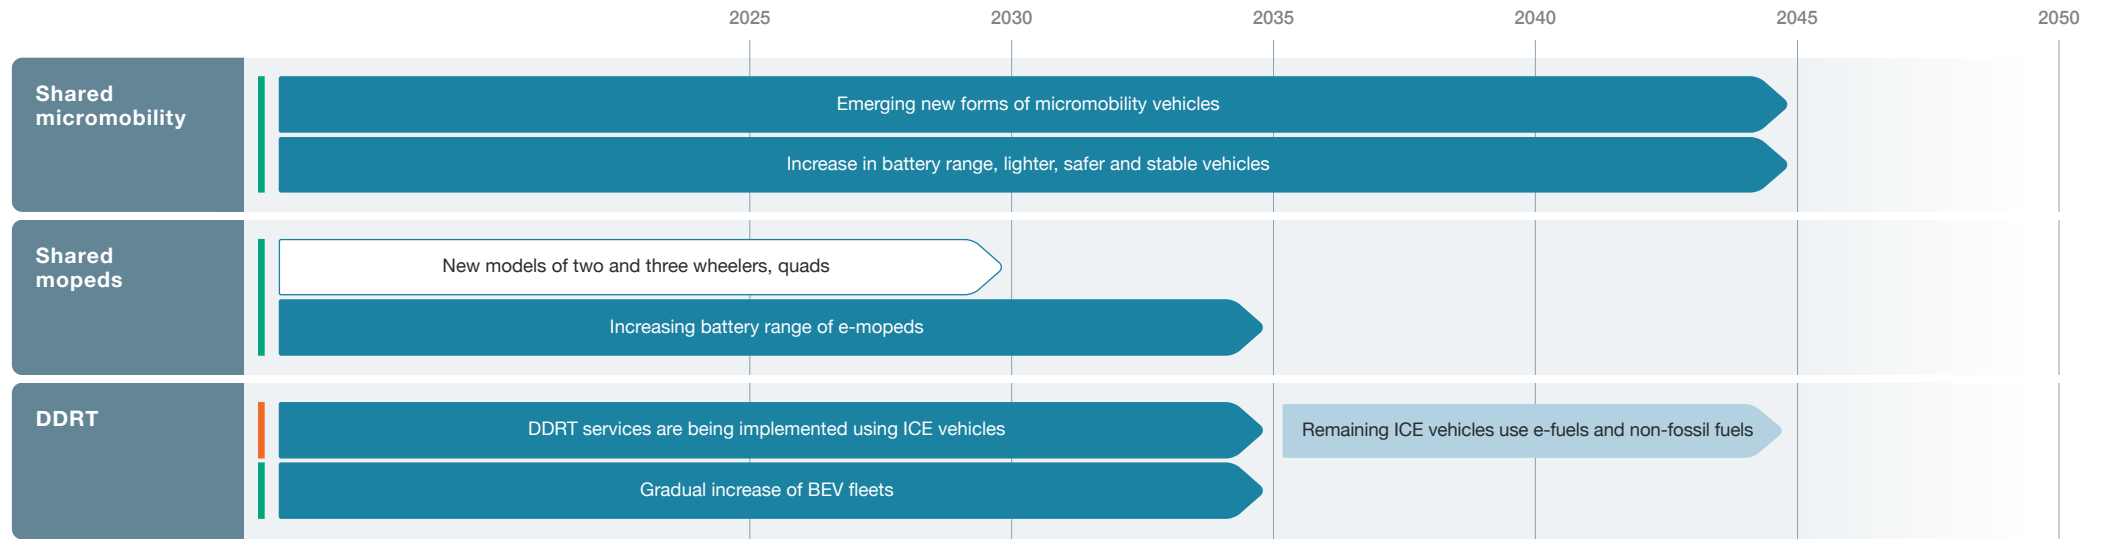 2025 2030 2035 2040 2045 2050
Shared
micromobility
Emerging new forms of micromobility vehicles
Increase in battery range, lighter, safer and stable vehicles
Shared
mopeds
New models of two and three wheelers, quads
Increasing battery range of e-mopeds
DDRT
DDRT services are being implemented using ICE vehicles
Remaining ICE vehicles use e-fuels and non-fossil fuels
Gradual increase of BEV fleets